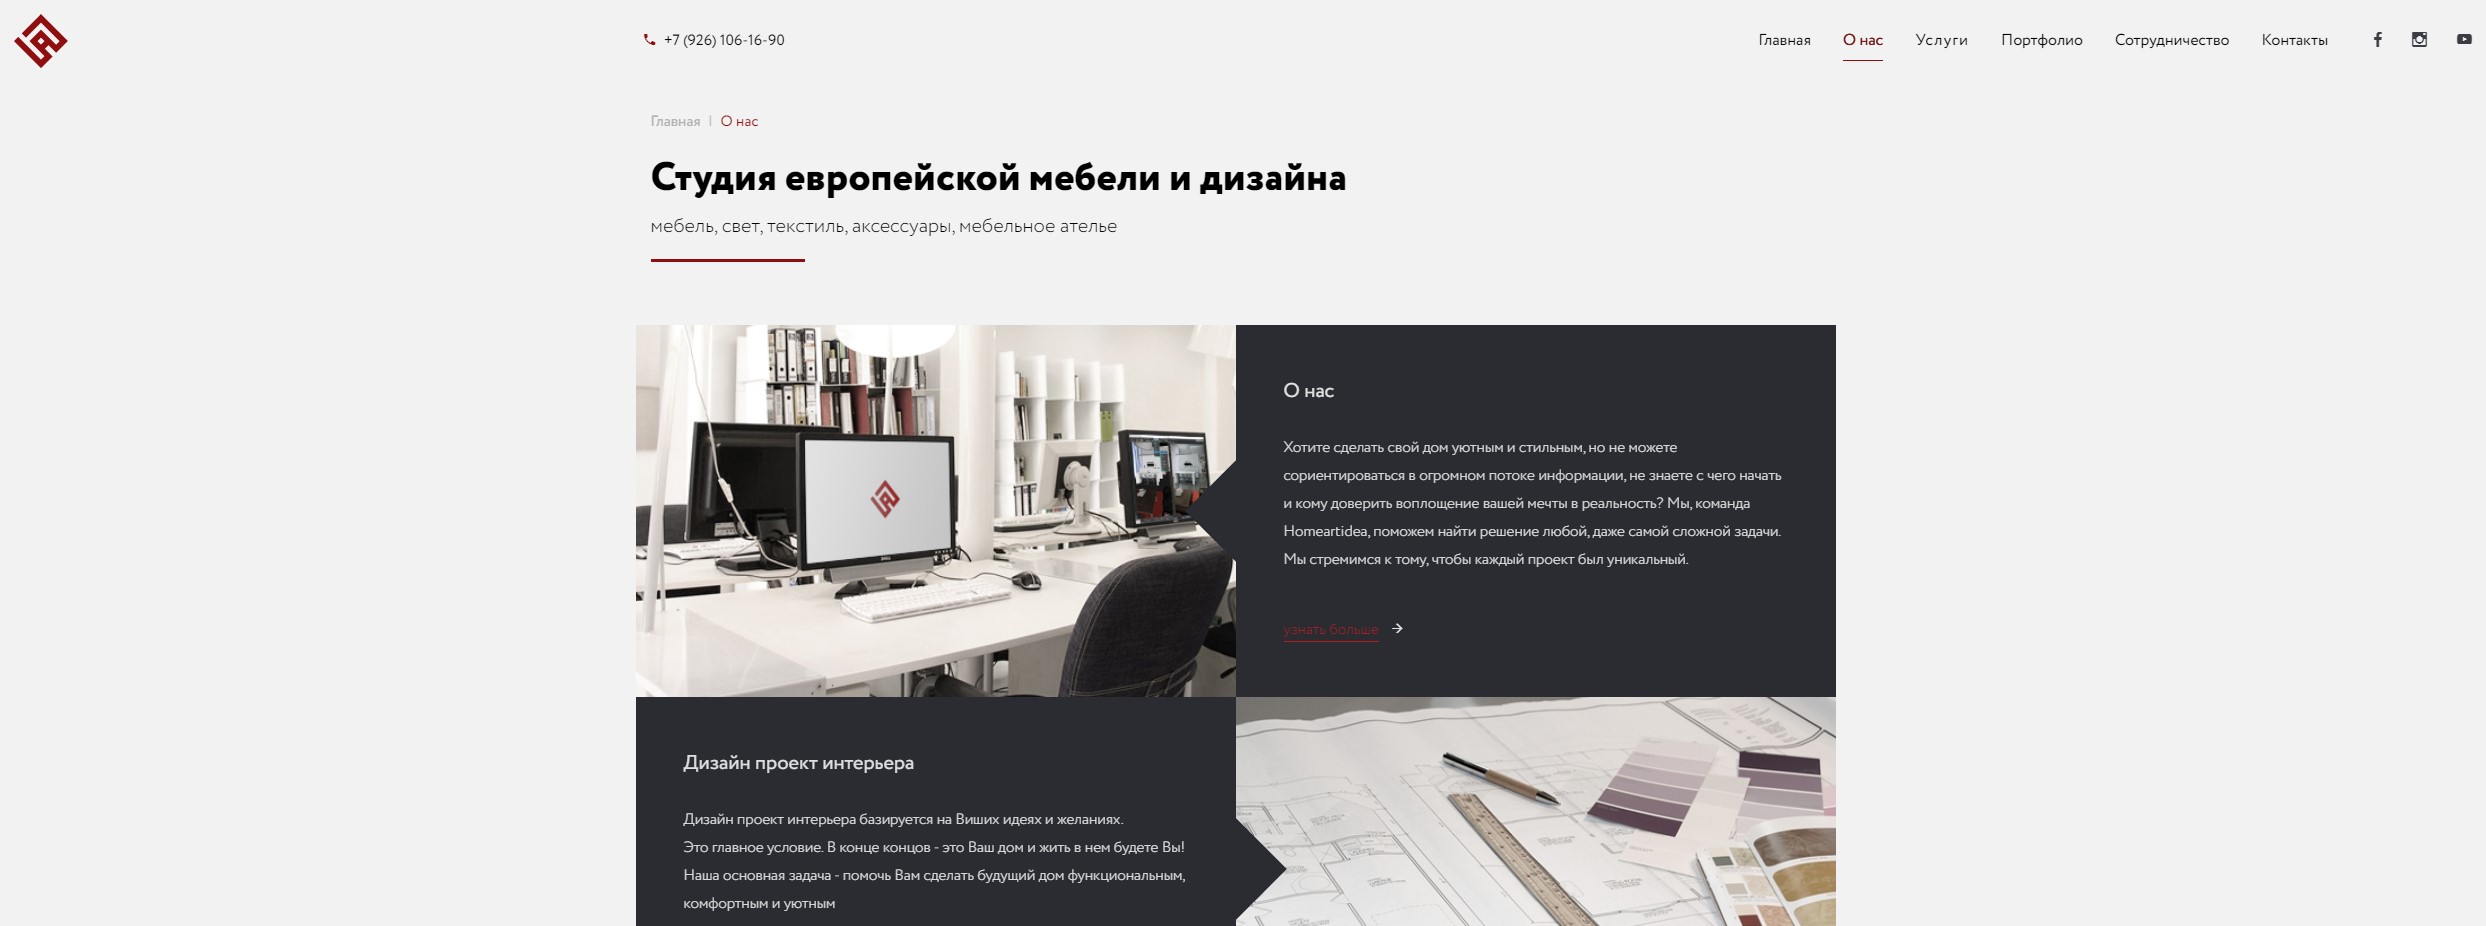 +7 (926) 106-16-90
Главная О нас Услуги Портфолио Сотрудничество Контакты
Главная | О нас
Студия европейской мебели и дизайна
мебель, свет, текстиль, аксессуары, мебельное ателье
О нас
Хотите сделать свой дом уютным и стильным, но не можете
сориентироваться в огромном потоке информации, не знаете с чего начать
и кому доверить воплощение вашей мечты в реальность? Мы, команда
Homeartidea, поможем найти решение любой, даже самой сложной задачи.
Мы стремимся к тому, чтобы каждый проект был уникальный.
узнать больше
Дизайн проект интерьера
Дизайн проект интерьера базируется на Виших идеях и желаниях.
Это главное условие. В конце концов - это Ваш дом и жить в нем будете Вы!
Наша основная задача - помочь Вам сделать будущий дом функциональным,
комфортным и уютным